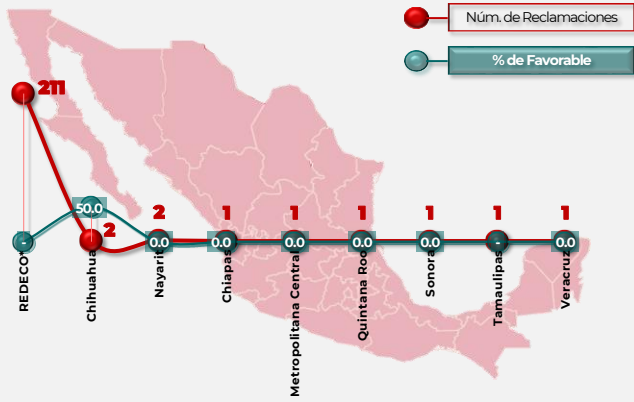 Núm. de Reclamaciones
% de Favorable
211
50.0
2
2
1
1
1
1
1
1
-
0.0
0.0
0.0
0.0
0.0
-
0.0
REDECO*
Chihuahua
Nayarit
Chiapas
Metropolitana Central
Quintana Roo
Sonora
Tamaulipas
Veracruz